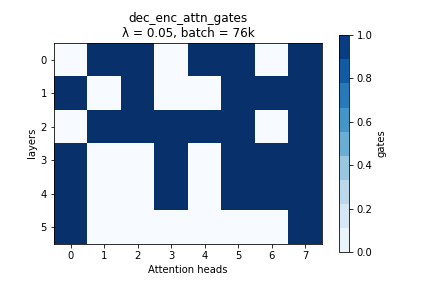 dec_enc_attn_gates
λ = 0.05, batch = 76k
layers
0
1
2
3
4
5
0 1 2 3 4 5 6 7
Attention heads
1.0
0.8
0.6
0.4
0.2
0.0
gates